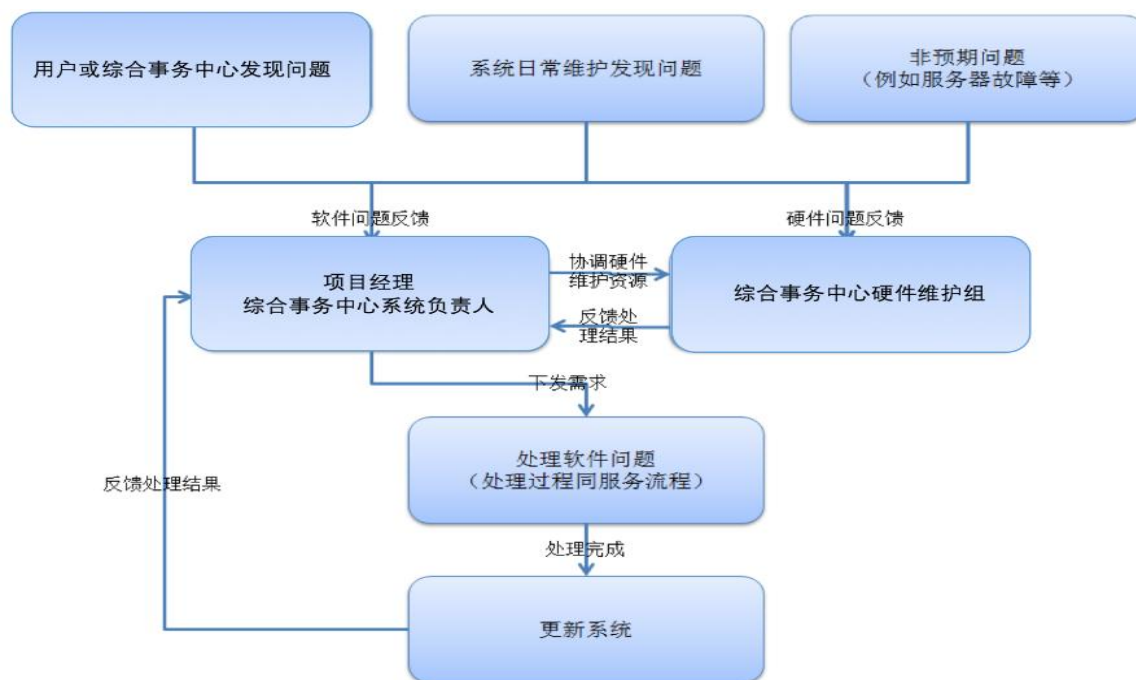 用户或综合事务中心发现问题
系统日常维护发现问题
非预期问题
（例如服务器故障等）
软件问题反馈
硬件问题反馈
项目经理
综合事务中心系统负责人
协调硬件
维护资源
反馈处
理结果
综合事务中心硬件维护组
下发需求
处理软件问题
（处理过程同服务流程）
反馈处理结果
处理完成
更新系统